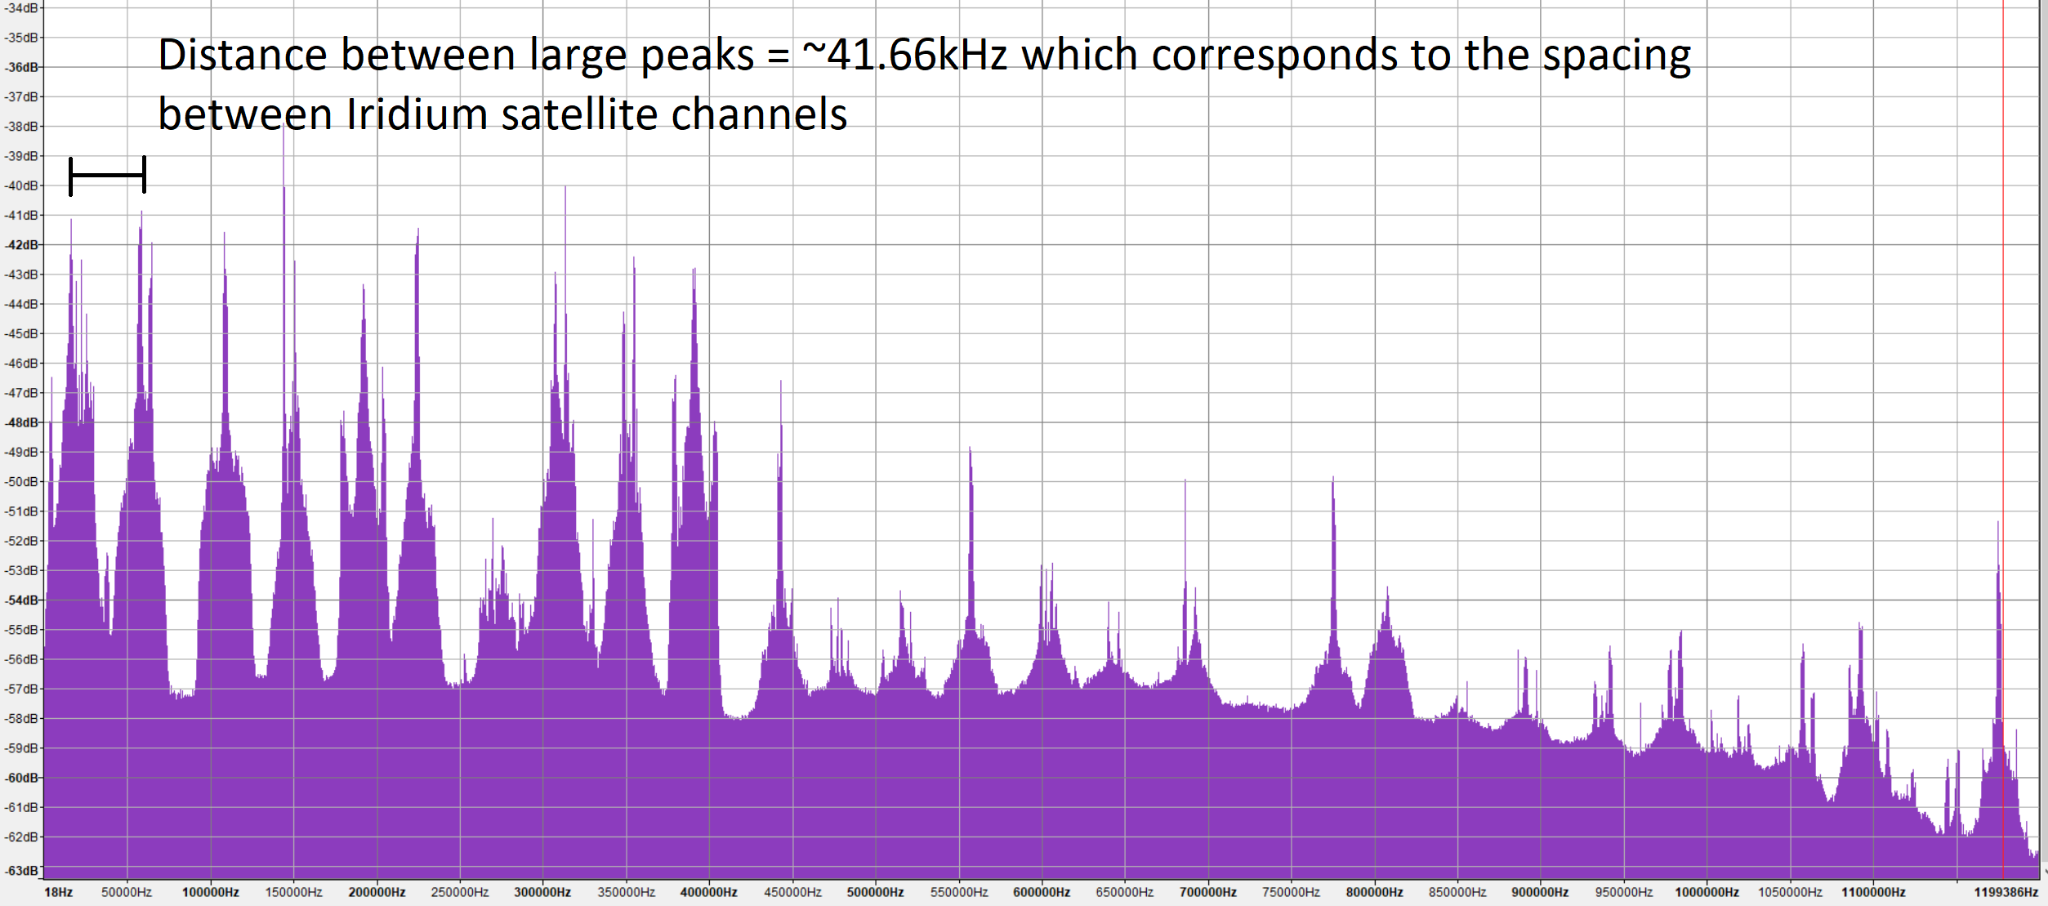 -34dB
-35dB
Distance between large peaks = ~41.66kHz which corresponds to the spacing
-36dB
-37dB
between Iridium satellite channels
-38dB
-39dB
-40dB
-41dB
-42dB
-43dB
-44dB
-45dB
-46dB
-47dB
-48dB
-49dB
-50dB
-51dB
-52dB
-53dB
-54dB
-55dB
-56dB
-57dB
-58dB
-59dB
-60dB
-61dB
-62dB
-63dB
18Hz 50000Hz 100000Hz 150000Hz 200000Hz 250000Hz 300000Hz 350000Hz 400000Hz 450000Hz 500000Hz 550000Hz 600000Hz 650000Hz 700000Hz 750000Hz 800000Hz 850000Hz 900000Hz 950000Hz 1000000Hz 1050000Hz 1100000Hz 1199386Hz